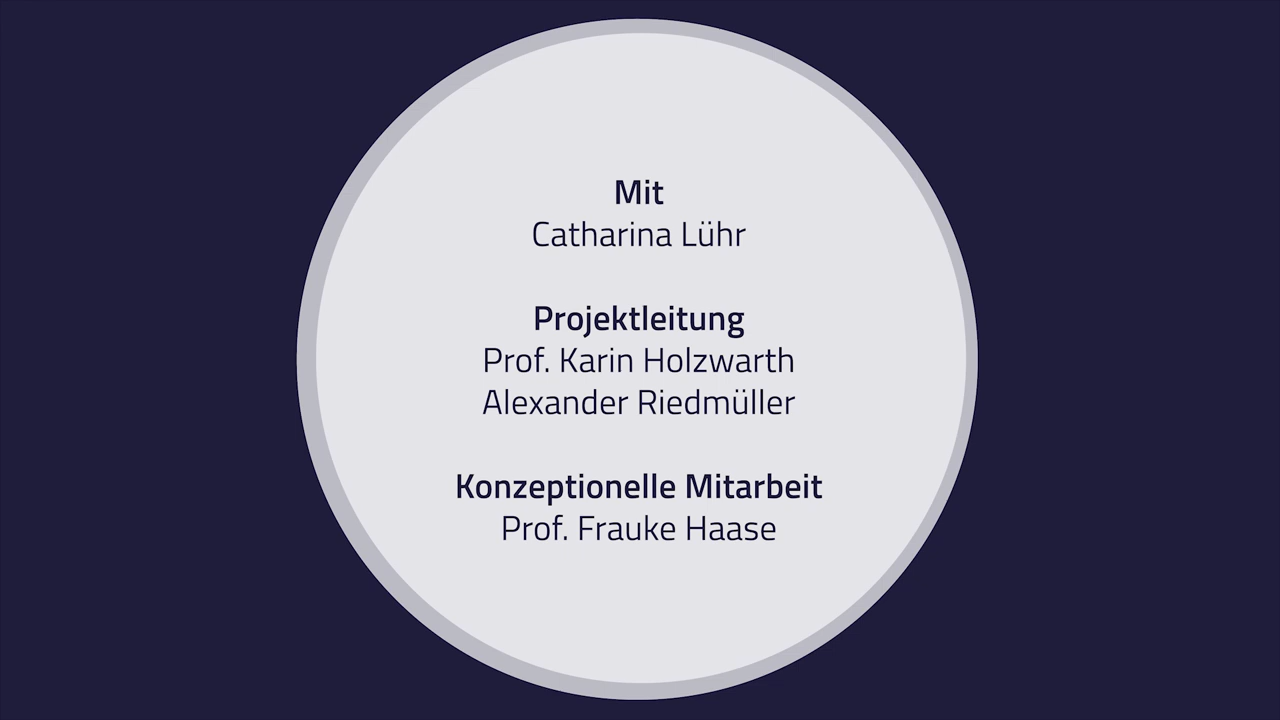 Mit
Catharina Lühr
Projektleitung
Prof. Karin Holzwarth
Alexander Riedmüller
Konzeptionelle Mitarbeit
Prof. Frauke Haase